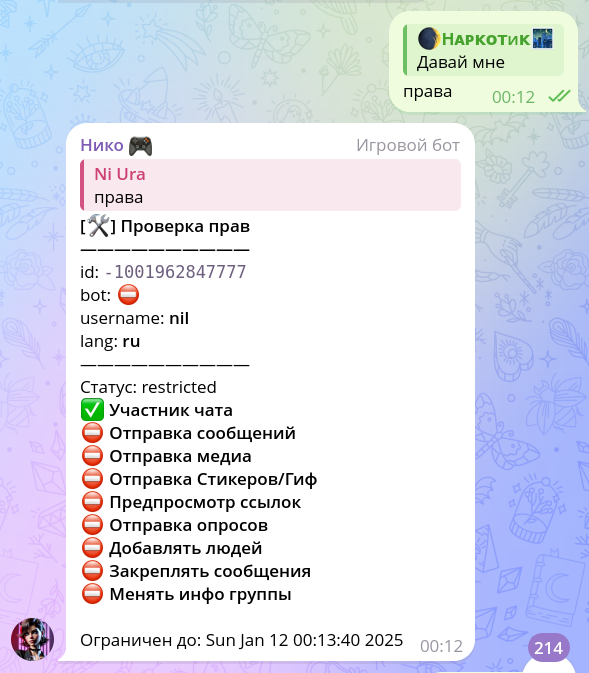 Наркотик
Давай мне
права 00:12
Нико Игровой бот
Ni Ura
права
[🛠] Проверка прав
——————————
id: -1001962847777
bot: ⛔
username: nil
lang: ru
——————————
Статус: restricted
✅ Участник чата
⛔ Отправка сообщений
⛔ Отправка медиа
⛔ Отправка Стикеров/Гиф
⛔ Предпросмотр ссылок
⛔ Отправка опросов
⛔ Добавлять людей
⛔ Закреплять сообщения
⛔ Менять инфо группы
Ограничен до: Sun Jan 12 00:13:40 2025 00:12
214